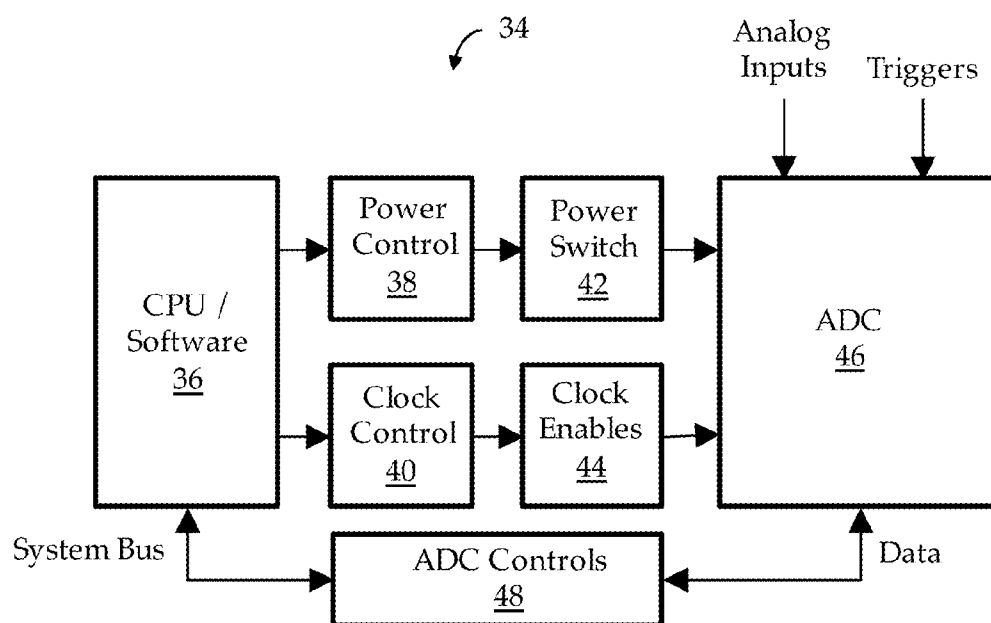 34
Analog
Inputs
Triggers
CPU /
Software
36
Power
Control
38
Power
Switch
42
ADC
46
Clock
Control
40
Clock
Enables
44
System Bus
ADC Controls
48
Data